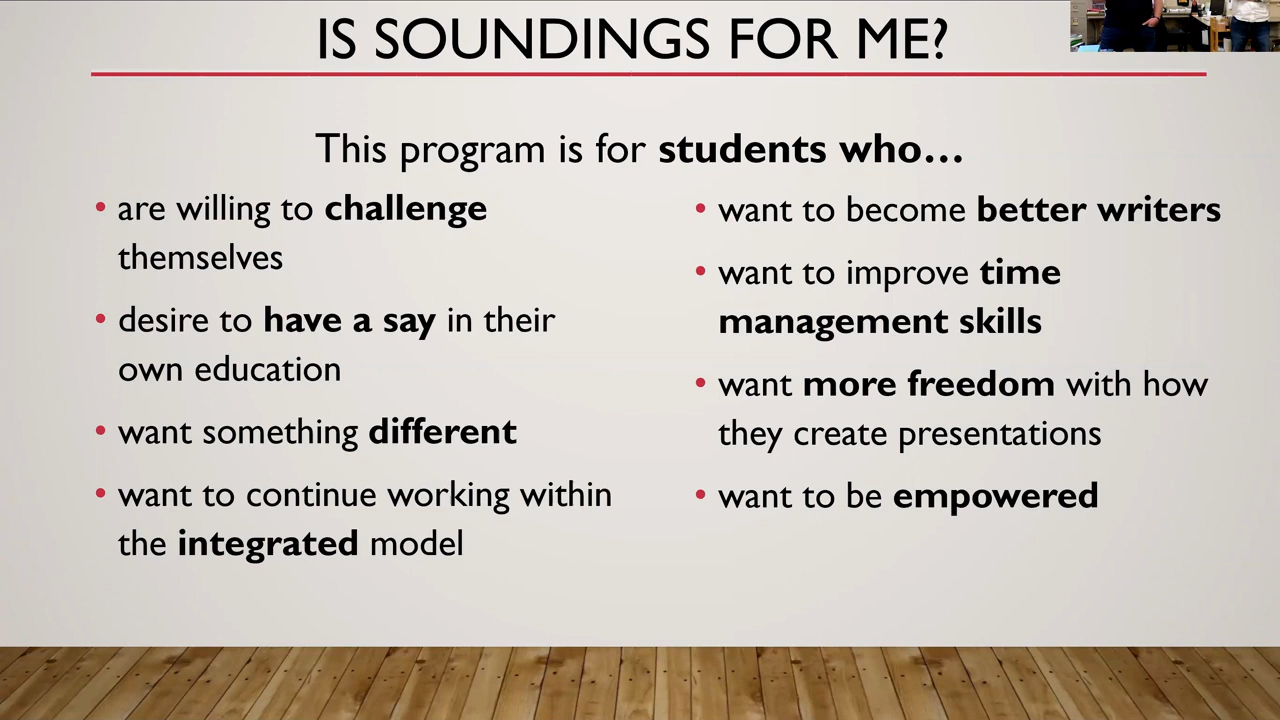 IS SOUNDINGS FOR ME?
This program is for students who...
• are willing to challenge
themselves
• desire to have a say in their
own education
• want something different
• want to continue working within
the integrated model
• want to become better writers
• want to improve time
management skills
• want more freedom with how
they create presentations
• want to be empowered